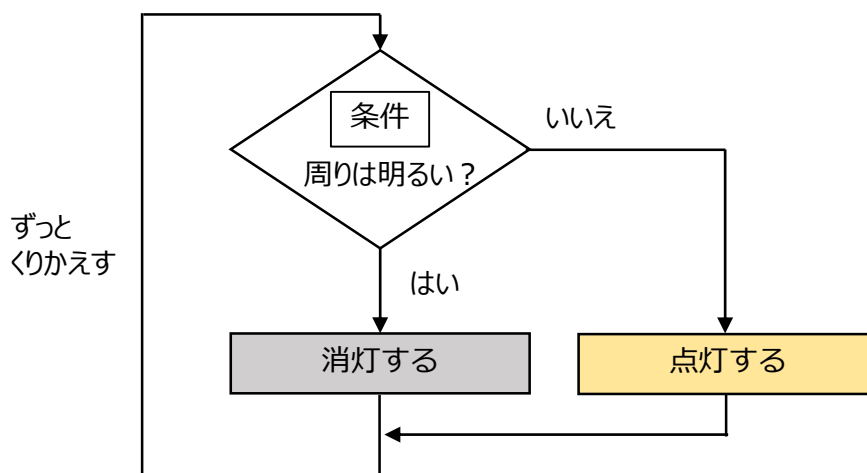 条件
周りは明るい？
いいえ
ずっと
くりかえす
はい
消灯する
点灯する